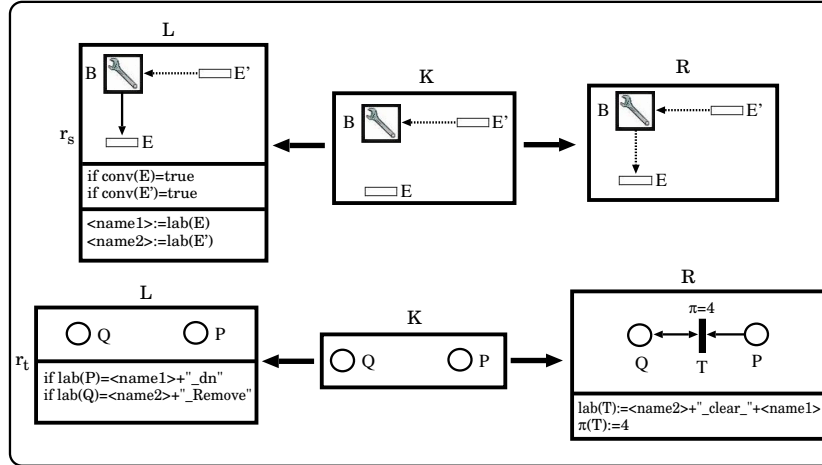 L
B
E'
E
r_s
if conv(E)=true
if conv(E')=true
<name1>:=lab(E)
<name2>:=lab(E')
K
B
E'
E
R
B
E'
E
L
Q
P
r_t
if lab(P)=<name1>+"_dn"
if lab(Q)=<name2>+"_Remove"
K
Q
P
R
π=4
Q
T
P
lab(T):=<name2>+"_clear_"+<name1>
π(T):=4